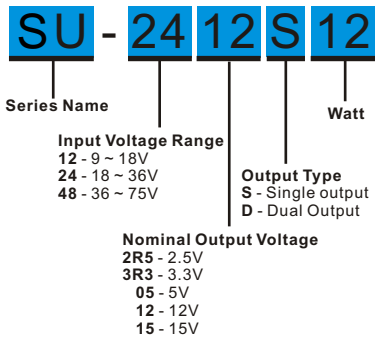 SU - 24 12 S 12
Series Name
Watt
Input Voltage Range
12 - 9 ~ 18V
24 - 18 ~ 36V
48 - 36 ~ 75V
Output Type
S - Single output
D - Dual Output
Nominal Output Voltage
2R5 - 2.5V
3R3 - 3.3V
05 - 5V
12 - 12V
15 - 15V